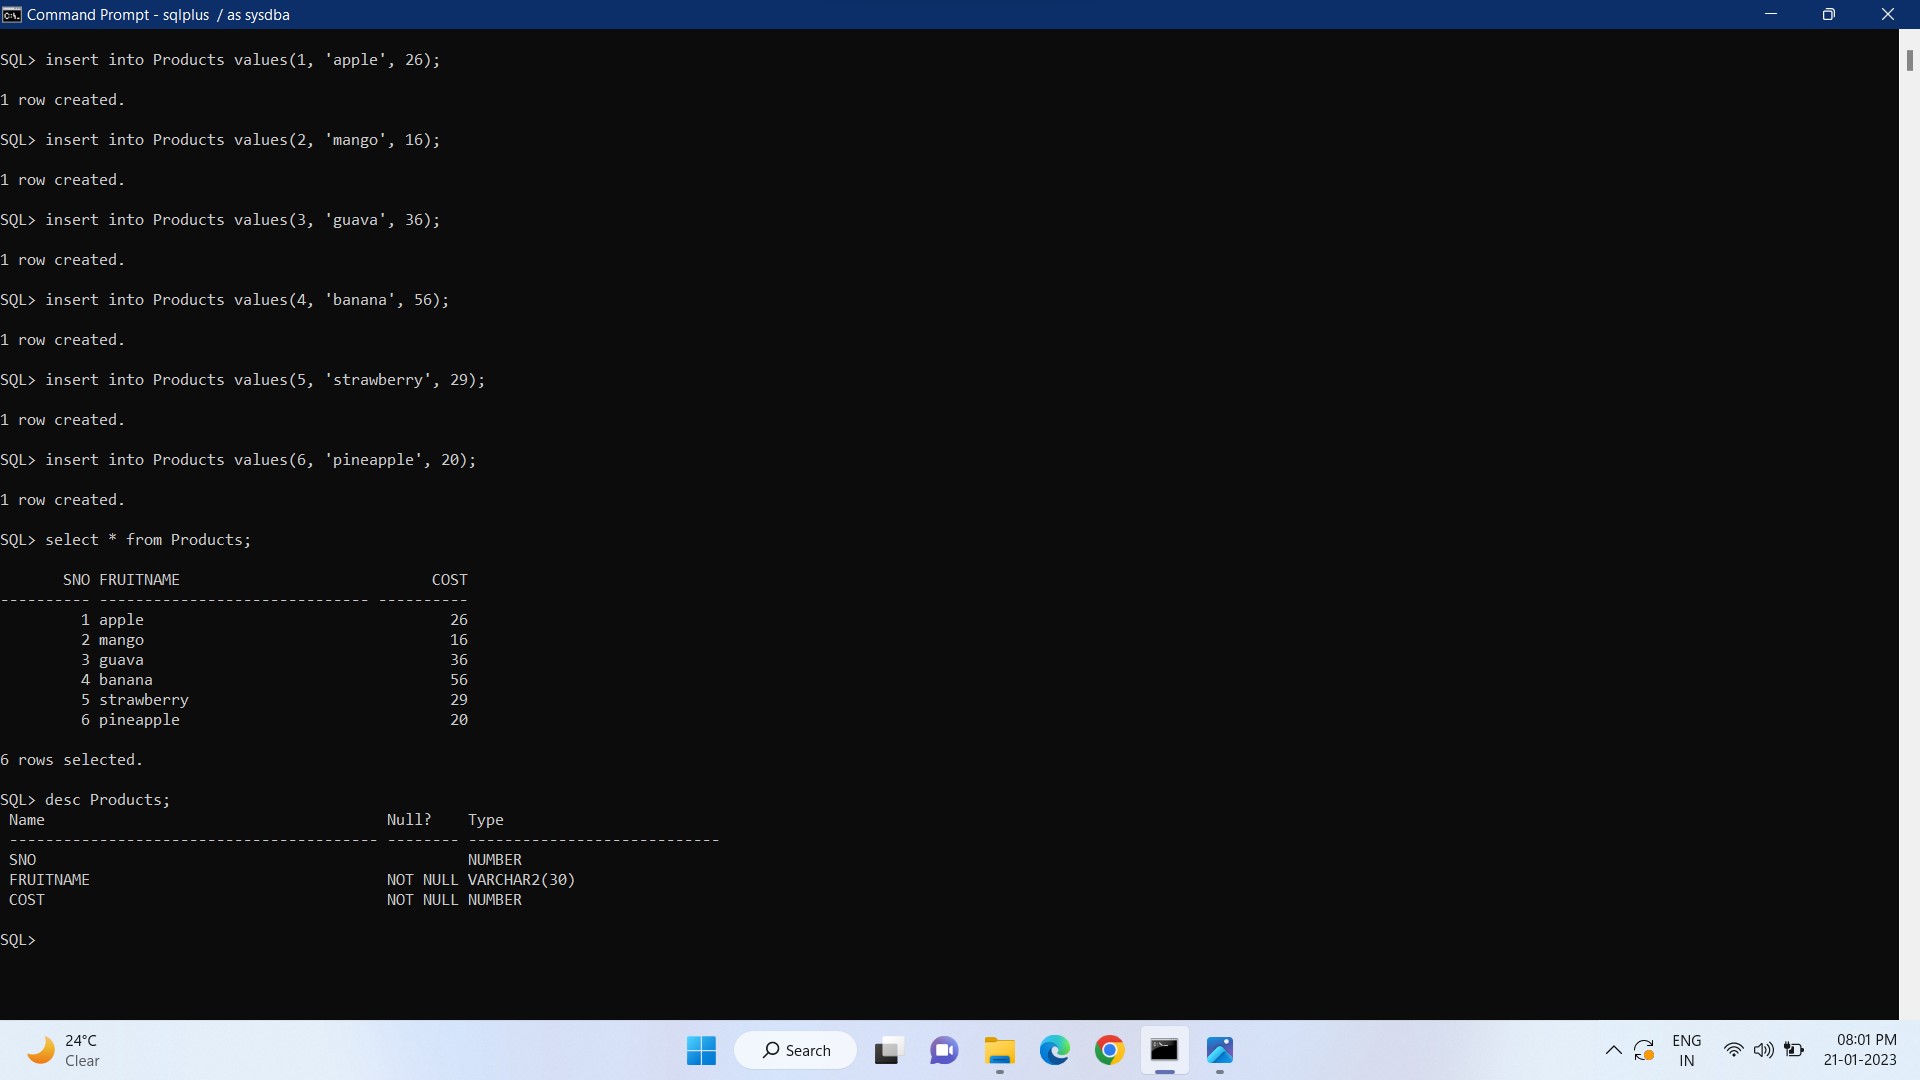 Command Prompt - sqlplus / as sysdba
SQL> insert into Products values(1, 'apple', 26);
1 row created.
SQL> insert into Products values(2, 'mango', 16);
1 row created.
SQL> insert into Products values(3, 'guava', 36);
1 row created.
SQL> insert into Products values(4, 'banana', 56);
1 row created.
SQL> insert into Products values(5, 'strawberry', 29);
1 row created.
SQL> insert into Products values(6, 'pineapple', 20);
1 row created.
SQL> select * from Products;
SNO FRUITNAME COST
---------- ------------------------------ ----------
1 apple 26
2 mango 16
3 guava 36
4 banana 56
5 strawberry 29
6 pineapple 20
6 rows selected.
SQL> desc Products;
Name Null? Type
----------------------------------------- -------- ----------------------------
SNO NUMBER
FRUITNAME NOT NULL VARCHAR2(30)
COST NOT NULL NUMBER
SQL>
24°C
Clear
Search
ENG
IN
08:01 PM
21-01-2023